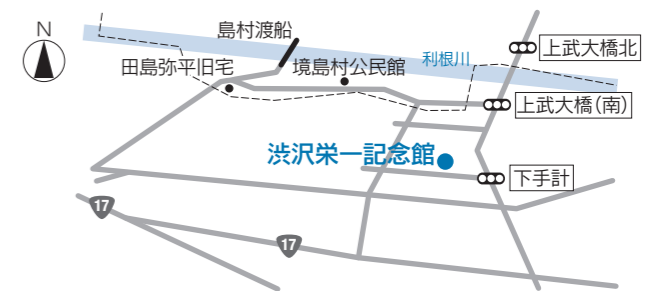 N
島村渡船
上武大橋北
田島弥平旧宅
境島村公民館
利根川
上武大橋(南)
渋沢栄一記念館
下手計
17
17